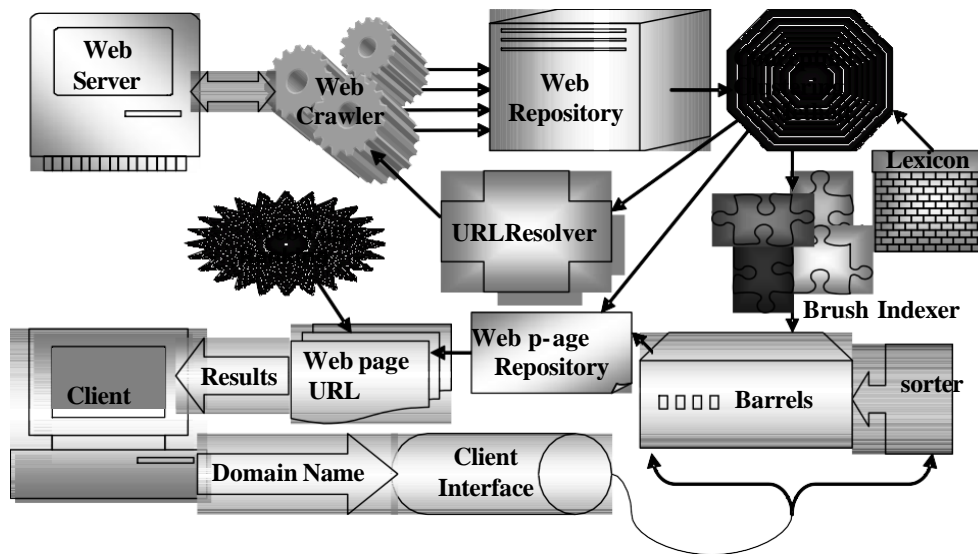 Web
Server
Web
Crawler
Web
Repository
Lexicon
URLResolver
Brush Indexer
Web p-age
Repository
Web page
URL
Results
Client
Barrels
sorter
Domain Name
Client
Interface